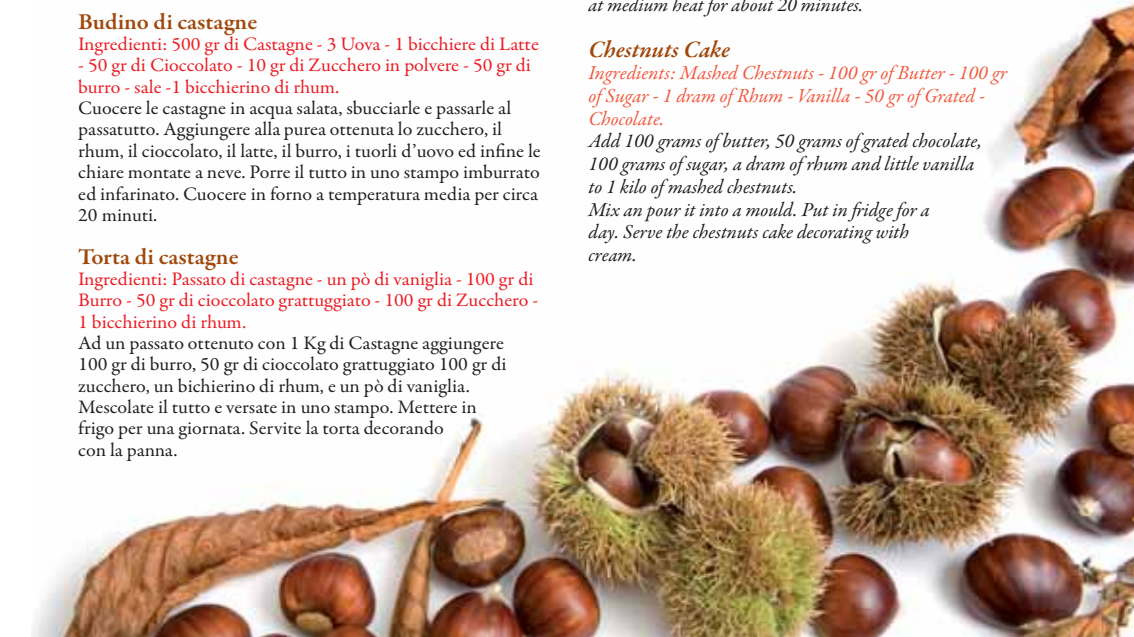 Budino di castagne
Ingredienti: 500 gr di Castagne - 3 Uova - 1 bicchiere di Latte
- 50 gr di Cioccolato - 10 gr di Zucchero in polvere - 50 gr di
burro - sale -1 bicchierino di rhum.
Cuocere le castagne in acqua salata, sbucciarle e passarle al
passatutto. Aggiungere alla purea ottenuta lo zucchero, il
rhum, il cioccolato, il latte, il burro, i tuorli d'uovo ed infine le
chiare montate a neve. Porre il tutto in uno stampo imburrato
ed infarinato. Cuocere in forno a temperatura media per circa
20 minuti.
Torta di castagne
Ingredienti: Passato di castagne - un pò di vaniglia - 100 gr di
Burro - 50 gr di cioccolato grattuggiato - 100 gr di Zucchero -
1 bicchierino di rhum.
Ad un passato ottenuto con 1 Kg di Castagne aggiungere
100 gr di burro, 50 gr di cioccolato grattuggiato 100 gr di
zucchero, un bichierino di rhum, e un pò di vaniglia.
Mescolate il tutto e versate in uno stampo. Mettere in
frigo per una giornata. Servite la torta decorando
con la panna.
at medium heat for about 20 minutes.
Chestnuts Cake
Ingredients: Mashed Chestnuts - 100 gr of Butter - 100 gr
of Sugar - 1 dram of Rhum - Vanilla - 50 gr of Grated -
Chocolate.
Add 100 grams of butter, 50 grams of grated chocolate,
100 grams of sugar, a dram of rhum and little vanilla
to 1 kilo of mashed chestnuts.
Mix an pour it into a mould. Put in fridge for a
day. Serve the chestnuts cake decorating with
cream.